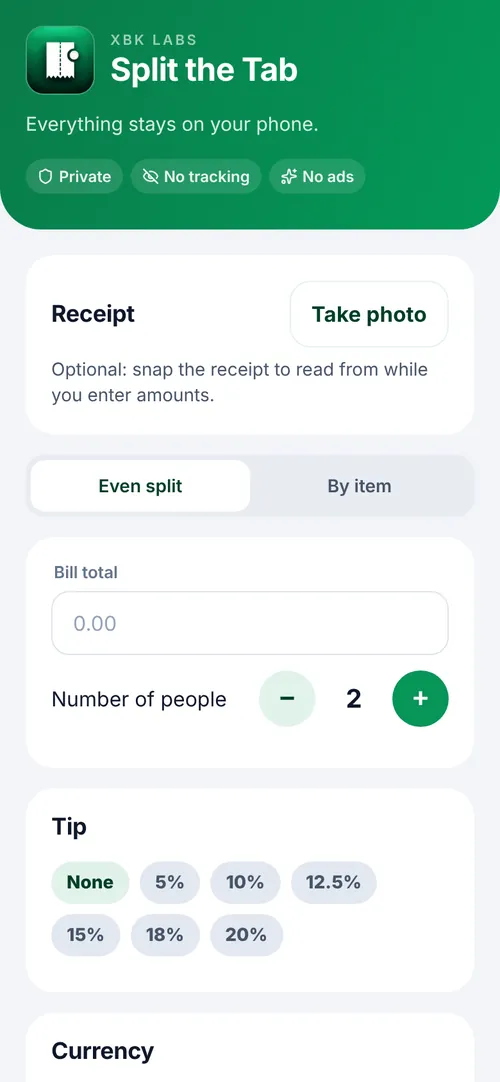 XBK LABS
Split the Tab
Everything stays on your phone.
Private
No tracking
No ads
Receipt
Take photo
Optional: snap the receipt to read from while
you enter amounts.
Even split
By item
Bill total
0.00
Number of people
−
2
+
Tip
None
5%
10%
12.5%
15%
18%
20%
Currency